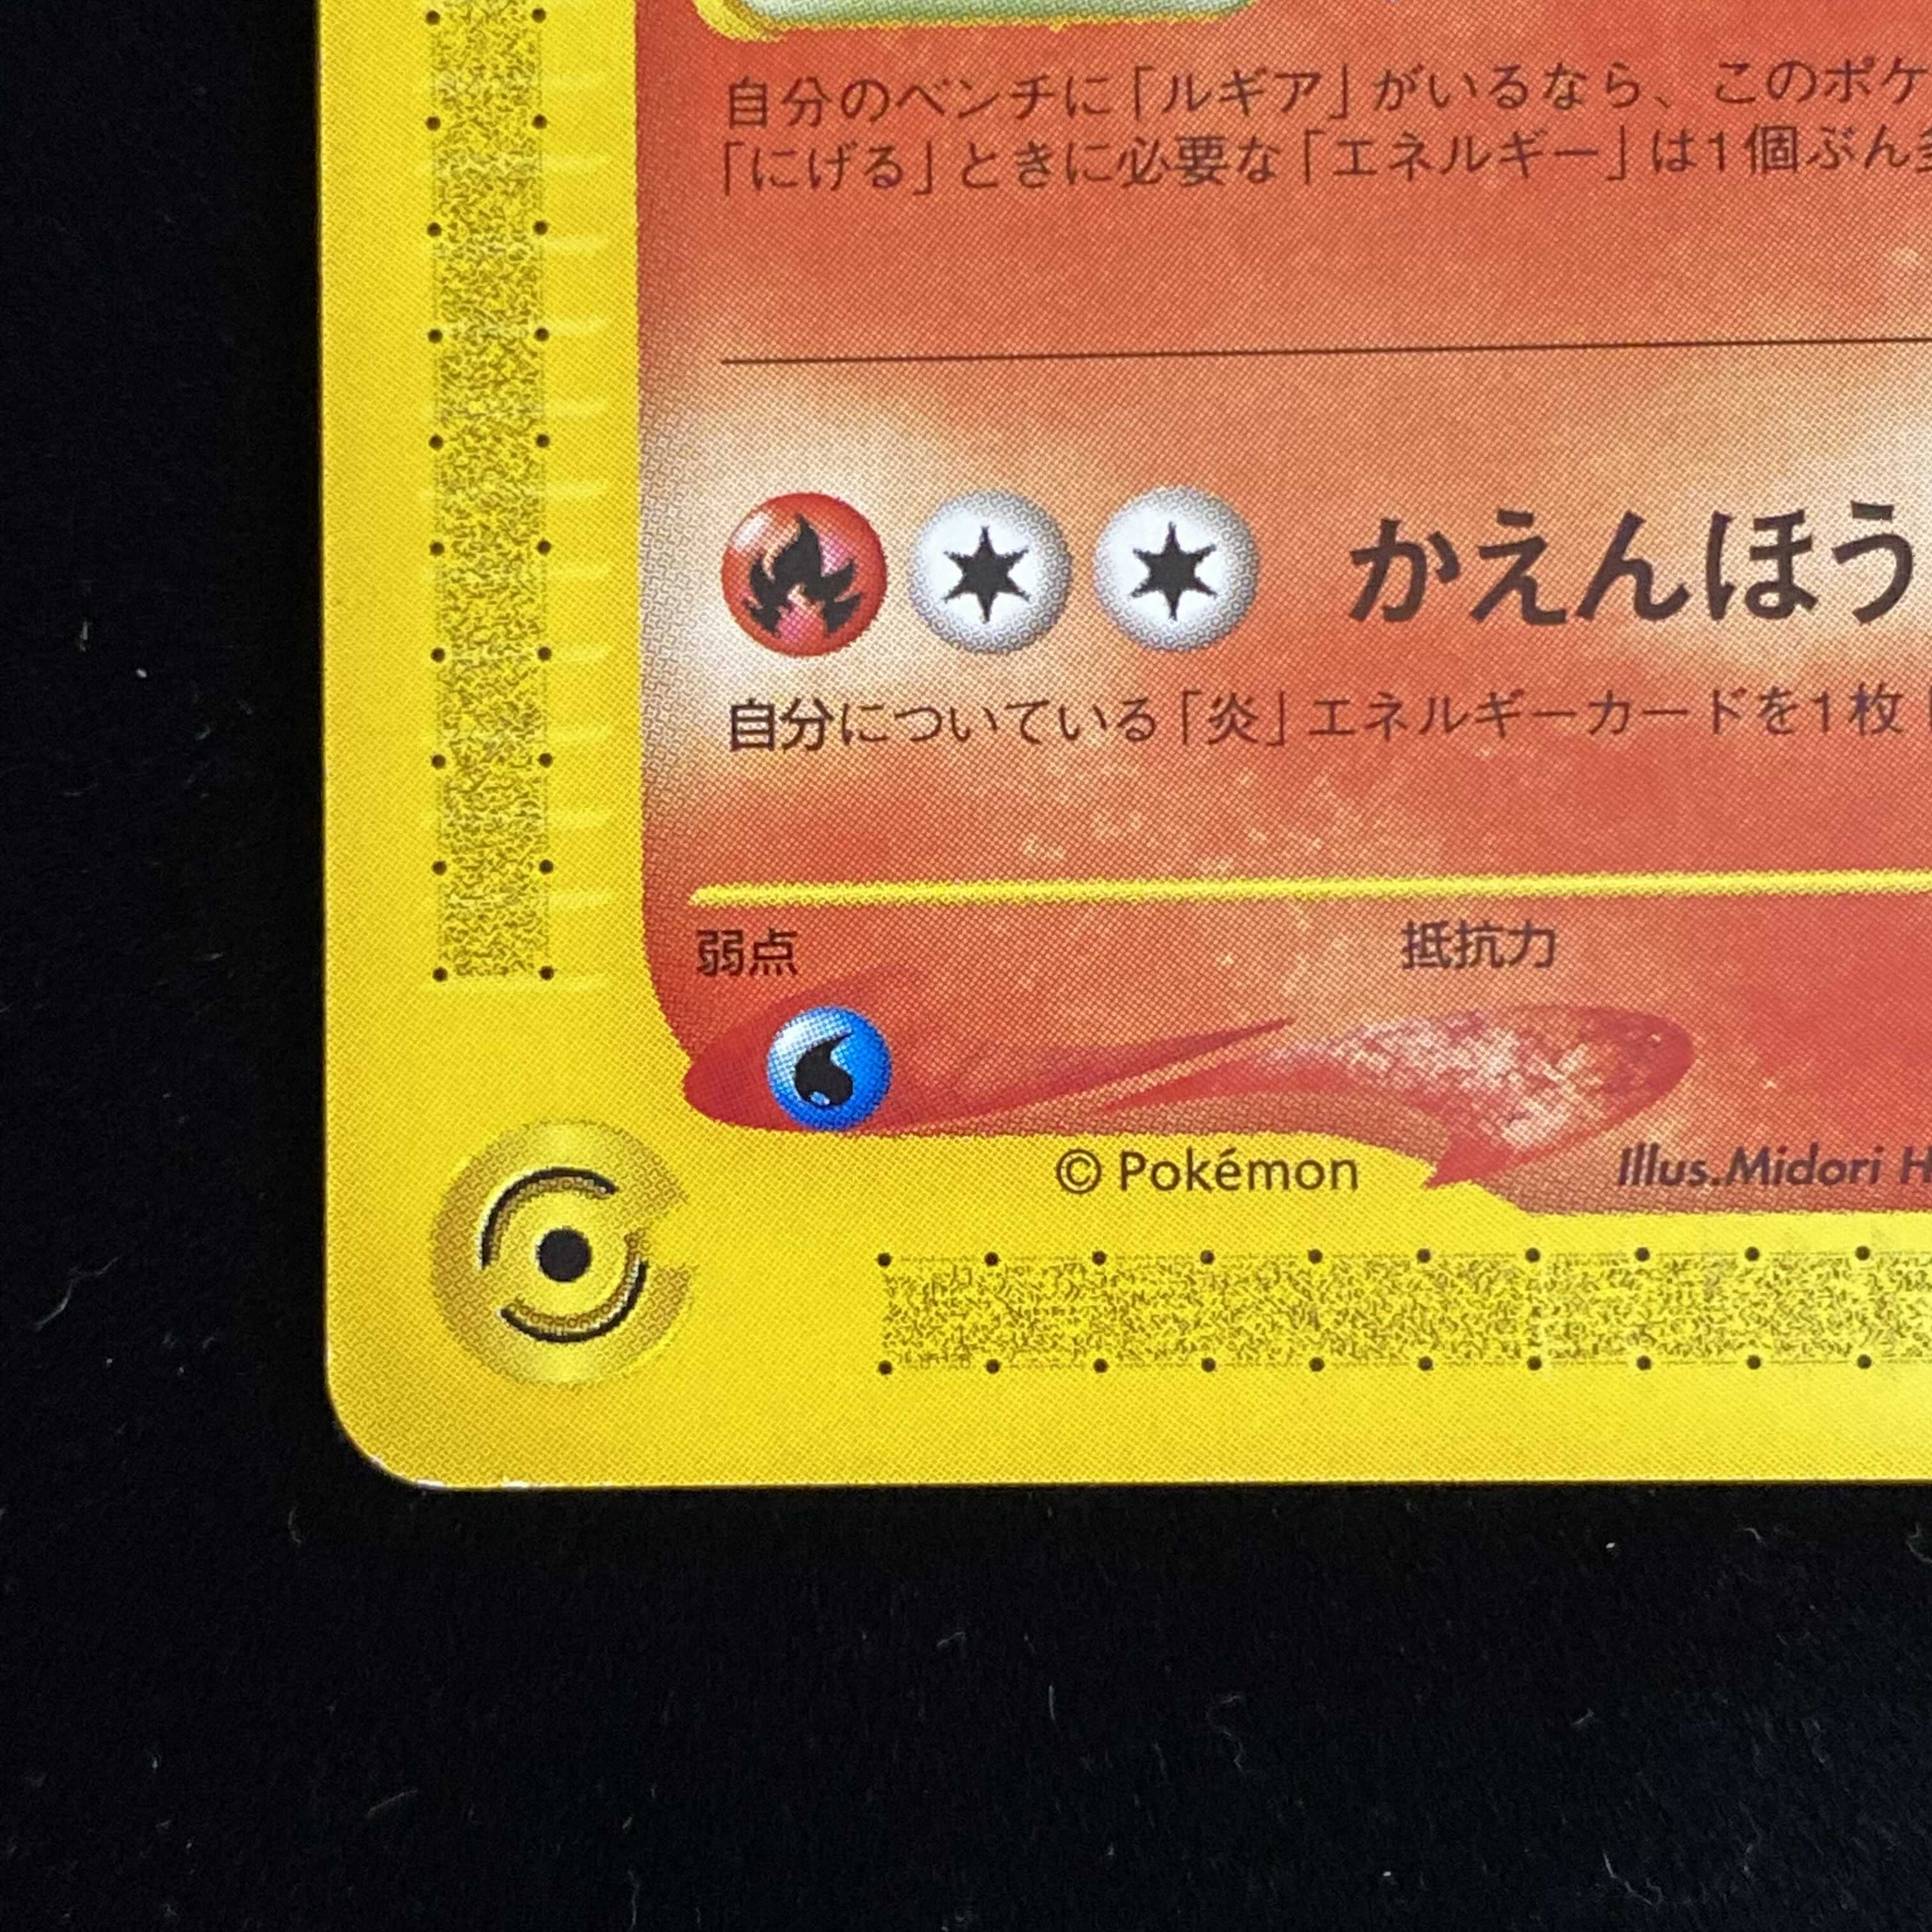 自分のベンチに「ルギア」がいるなら、このポケ
「にげる」ときに必要な「エネルギー」は1個ぶん
かえんほう
自分についている「炎」エネルギーカードを1枚
弱点
抵抗力
© Pokémon
Illus.Midori H